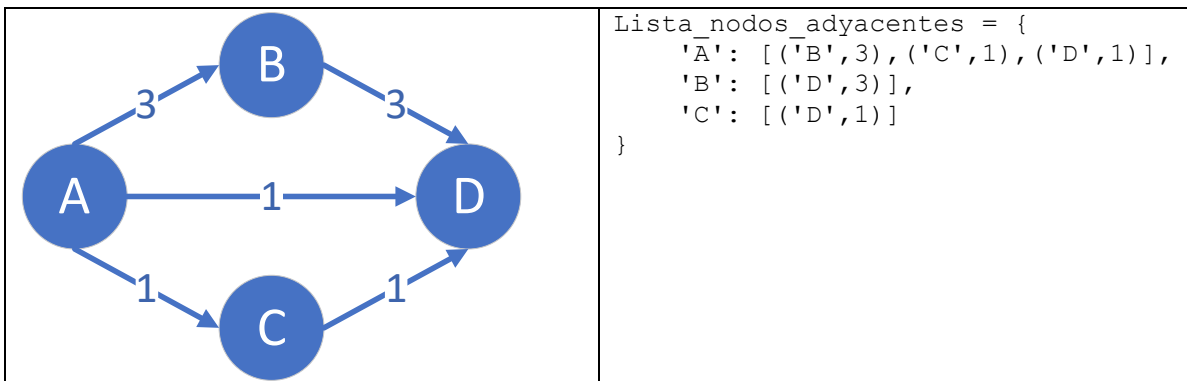 B
3
3
A
1
D
1
1
C
Lista_nodos_adyacentes = {
    'A': [('B',3),('C',1),('D',1)],
    'B': [('D',3)],
    'C': [('D',1)]
}